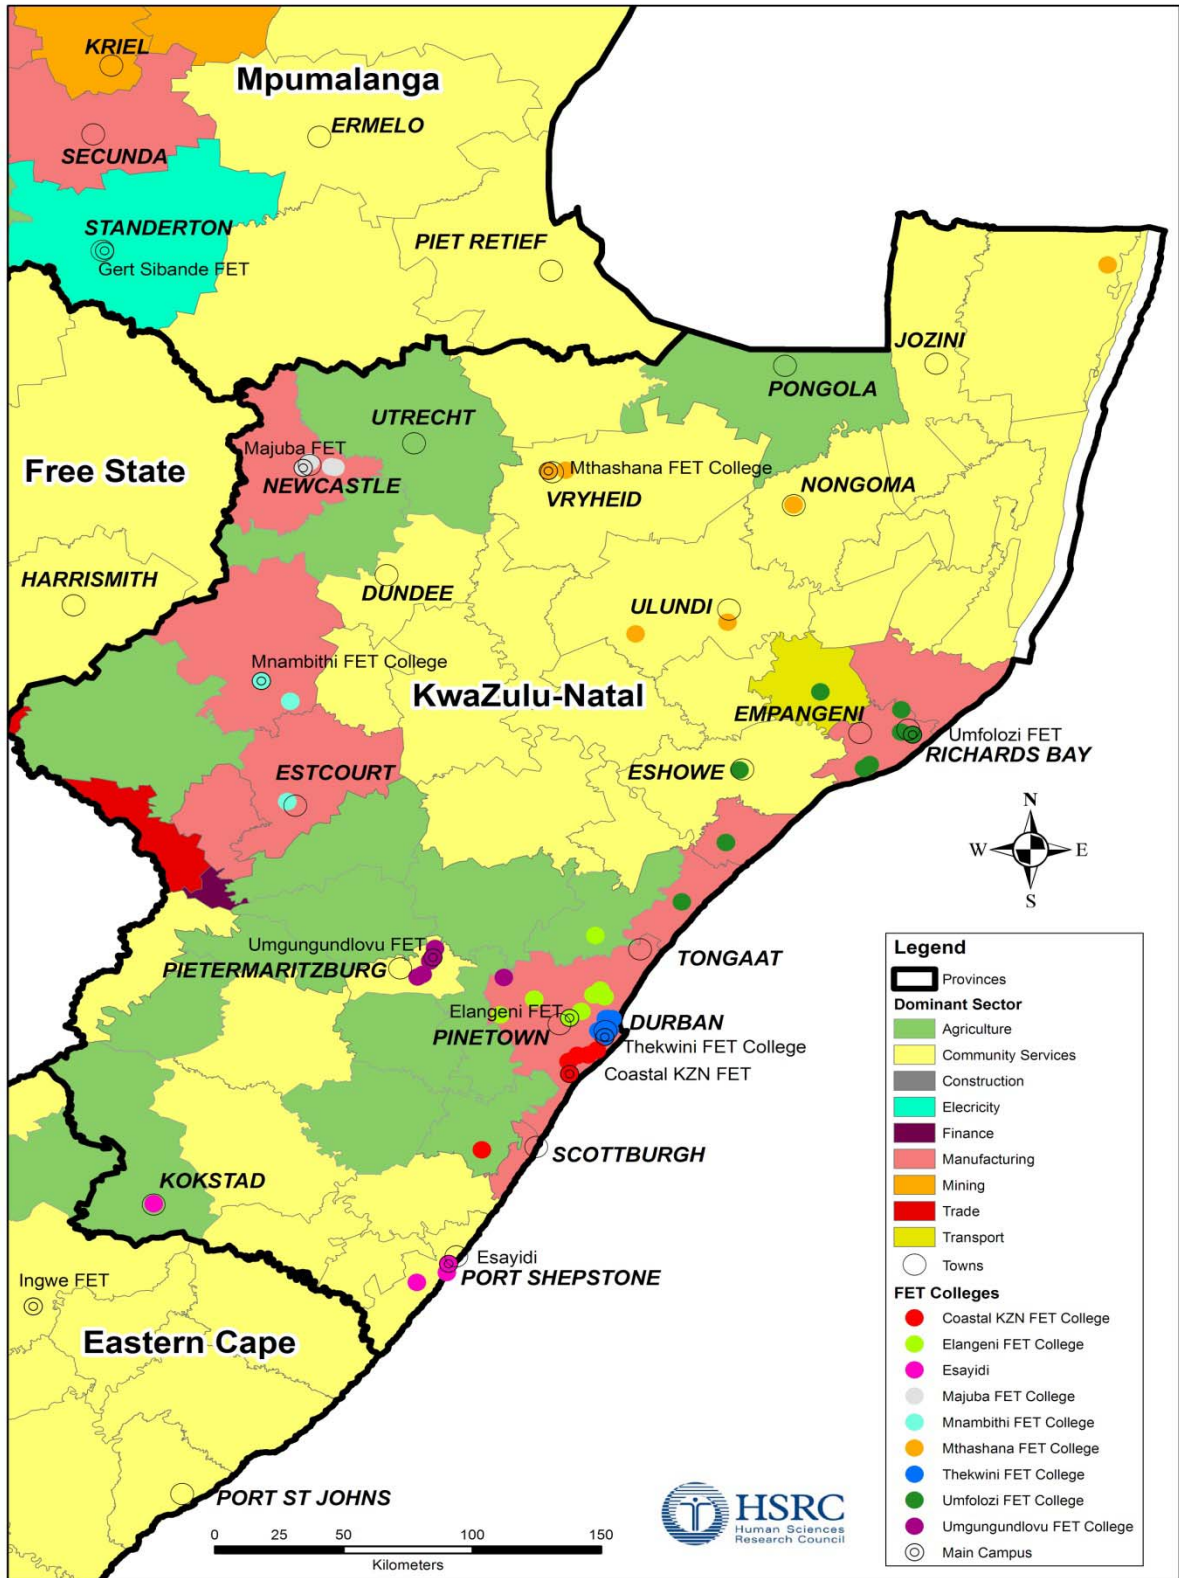 KRIEL
Mpumalanga
ERMELO
SECUNDA
STANDERTON
Gert Sibande FET
PIET RETIEF
JOZINI
PONGOLA
UTRECHT
Majuba FET
NEWCASTLE
Free State
Mthashana FET College
VRYHEID
NONGOMA
HARRISMITH
DUNDEE
ULUNDI
Mnambithi FET College
KwaZulu-Natal
EMPANGENI
Umfolozi FET
RICHARDS BAY
ESTCOURT
ESHOWE
N
W
E
S
Umgungundlovu FET
PIETERMARITZBURG
TONGAAT
Elangeni FET
PINETOWN
DURBAN
Thekwini FET College
Coastal KZN FET
SCOTTBURGH
KOKSTAD
Esayidi
PORT SHEPSTONE
Ingwe FET
Eastern Cape
PORT ST JOHNS
0 25 50 100 150
Kilometers
HSRC
Human Sciences
Research Council
Legend
Provinces
Dominant Sector
Agriculture
Community Services
Construction
Elecricity
Finance
Manufacturing
Mining
Trade
Transport
Towns
FET Colleges
Coastal KZN FET College
Elangeni FET College
Esayidi
Majuba FET College
Mnambithi FET College
Mthashana FET College
Thekwini FET College
Umfolozi FET College
Umgungundlovu FET College
Main Campus